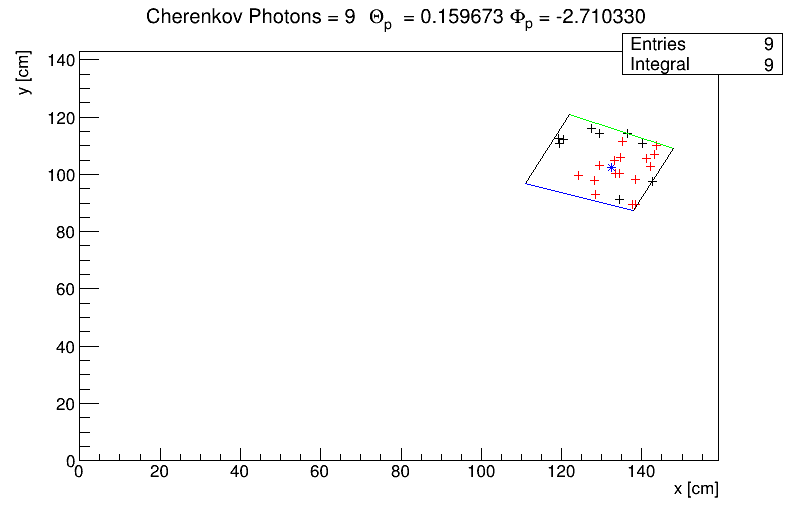 Cherenkov Photons = 9 Θp = 0.159673 Φp = -2.710330
Entries 9
Integral 9
y [cm]
140
120
100
80
60
40
20
0
0 20 40 60 80 100 120 140
x [cm]